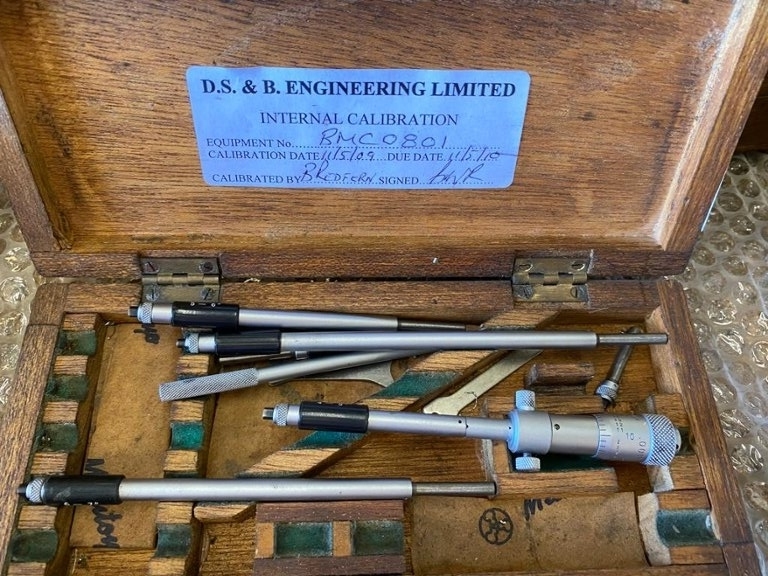 D.S. & B. ENGINEERING LIMITED
INTERNAL CALIBRATION
EQUIPMENT No. BMC0801
CALIBRATION DATE 11/5/09 DUE DATE 11/5/10
CALIBRATED BY B REDFERN SIGNED
10